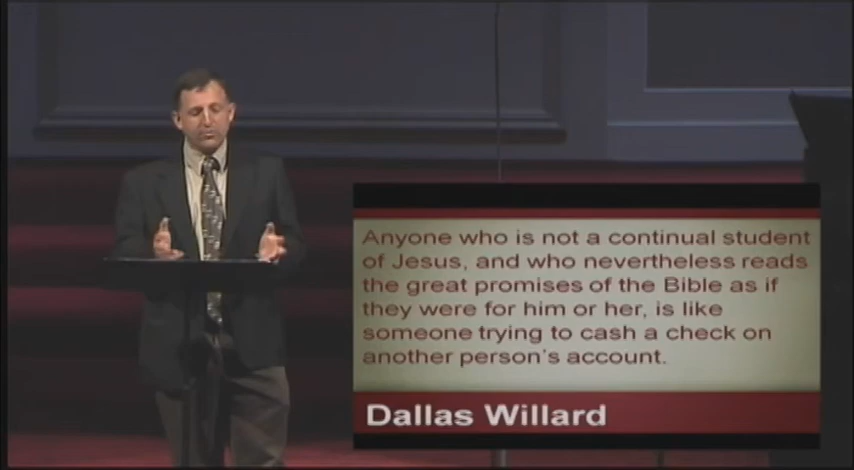 Anyone who is not a continual student
of Jesus, and who nevertheless reads
the great promises of the Bible as if
they were for him or her, is like
someone trying to cash a check on
another person's account.
Dallas Willard